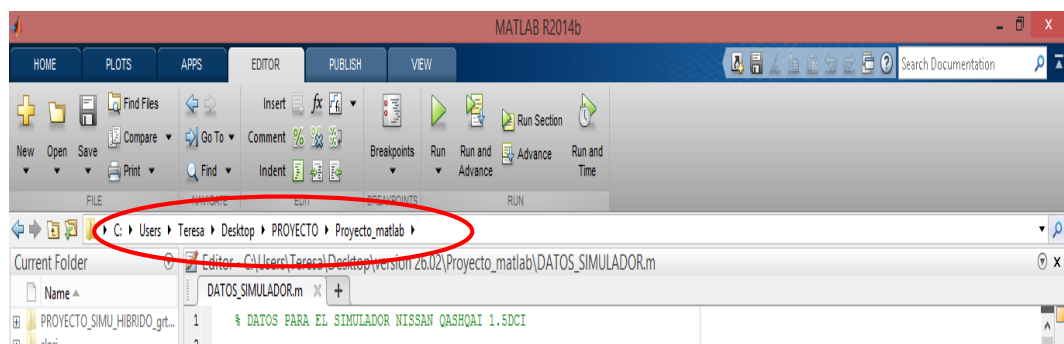 MATLAB R2014b
HOME PLOTS APPS EDITOR PUBLISH VIEW Search Documentation
Find Files Insert fx
Compare Go To Comment Run Section
New Open Save Print Find Indent Breakpoints Run Run and Advance Advance Run and Time
FILE NAVIGATE EDIT BREAKPOINTS RUN
C: Users Teresa Desktop PROYECTO Proyecto_matlab
Current Folder Editor - C:\Users\Teresa\Desktop\version 26.02\Proyecto_matlab\DATOS_SIMULADOR.m
Name DATOS_SIMULADOR.m
PROYECTO_SIMU_HIBRIDO_grt... 1 % DATOS PARA EL SIMULADOR NISSAN QASHQAI 1.5DCI